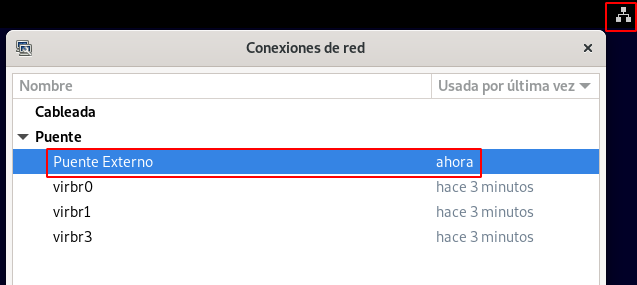 Conexiones de red
Nombre Usada por última vez
Cableada
Puente
Puente Externo ahora
virbr0 hace 3 minutos
virbr1 hace 3 minutos
virbr3 hace 3 minutos